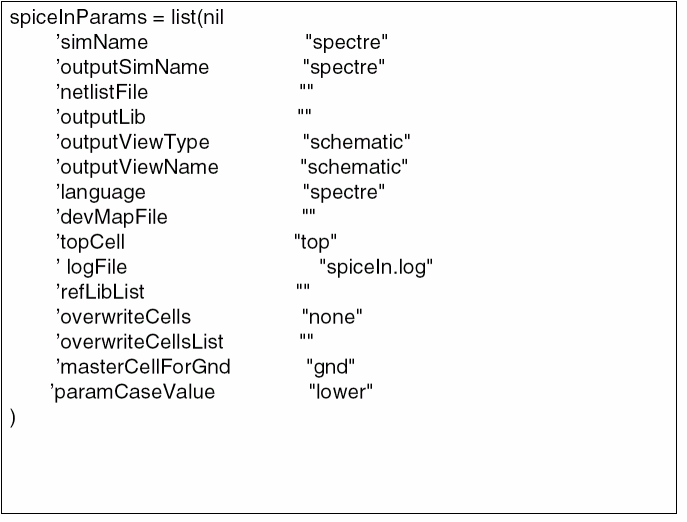 spiceInParams = list(nil
'simName "spectre"
'outputSimName "spectre"
'netlistFile ""
'outputLib ""
'outputViewType "schematic"
'outputViewName "schematic"
'language "spectre"
'devMapFile ""
'topCell "top"
' logFile "spiceIn.log"
'refLibList ""
'overwriteCells "none"
'overwriteCellsList ""
'masterCellForGnd "gnd"
'paramCaseValue "lower"
)